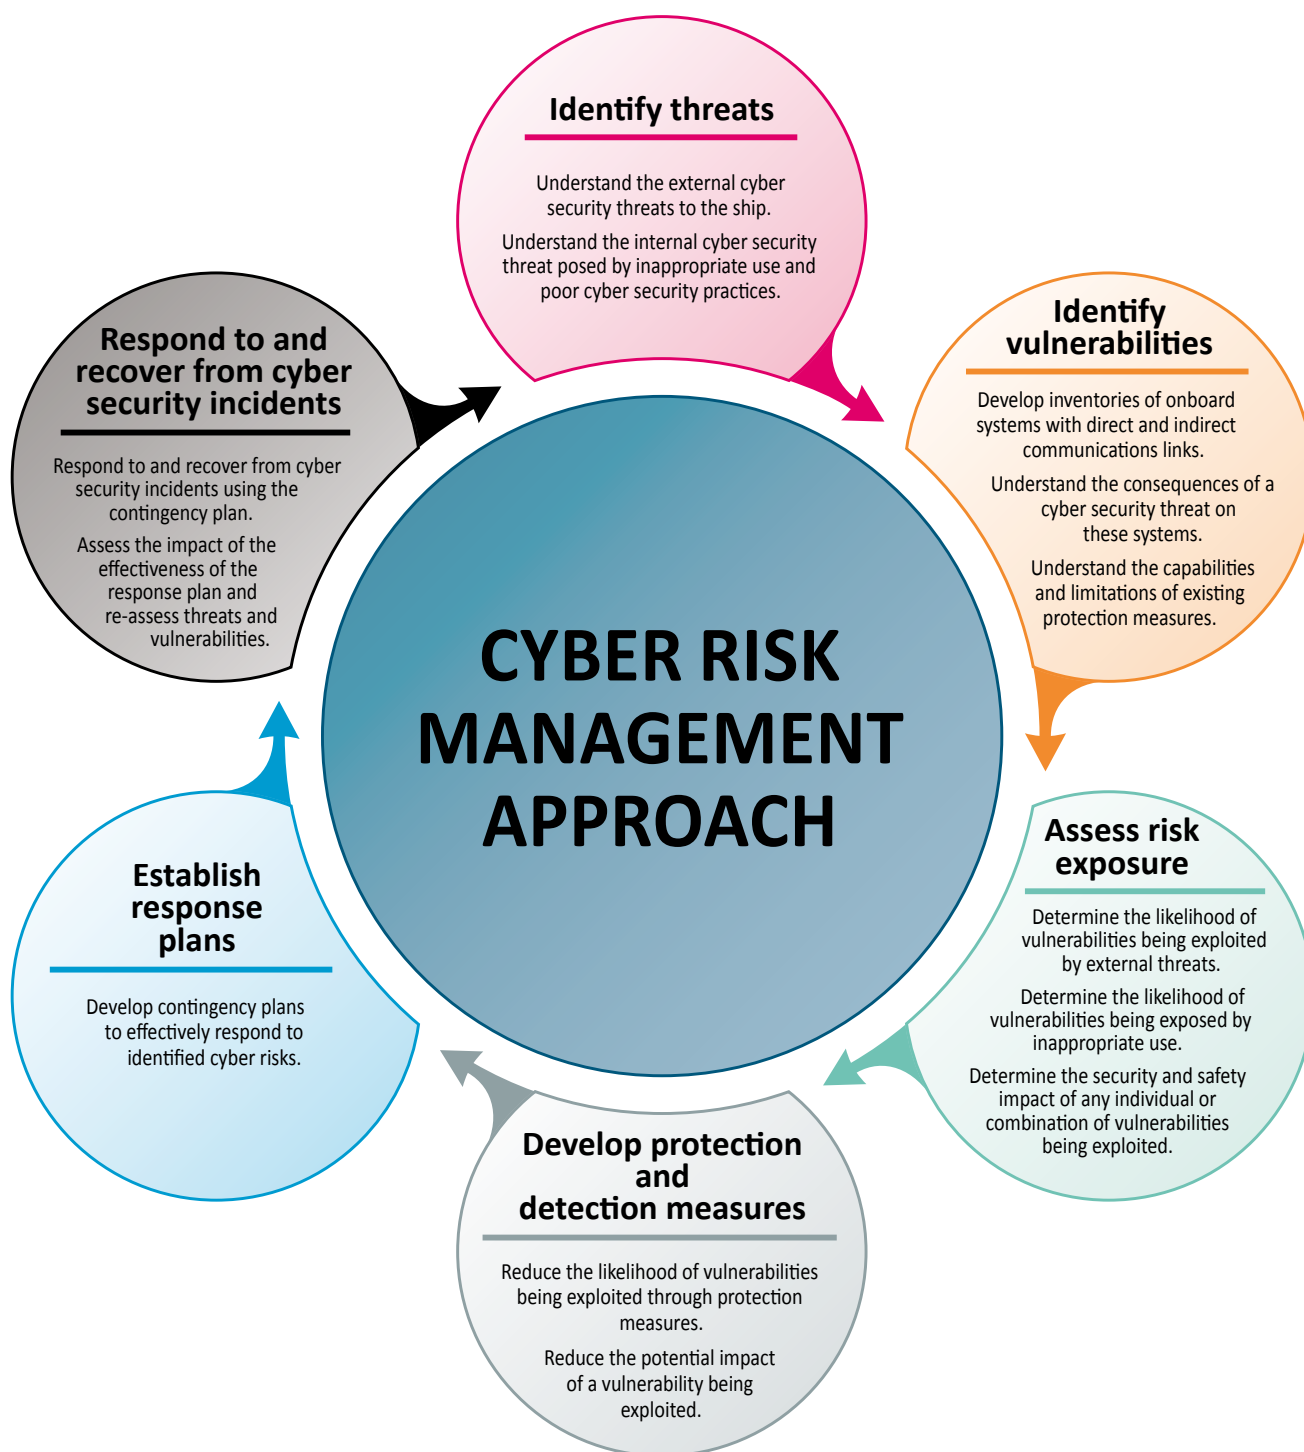 Identify threats
Understand the external cyber
security threats to the ship.
Understand the internal cyber security
threat posed by inappropriate use and
poor cyber security practices.
Identify
vulnerabilities
Develop inventories of onboard
systems with direct and indirect
communications links.
Understand the consequences of a
cyber security threat on
these systems.
Understand the capabilities
and limitations of existing
protection measures.
Assess risk
exposure
Determine the likelihood of
vulnerabilities being exploited
by external threats.
Determine the likelihood of
vulnerabilities being exposed by
inappropriate use.
Determine the security and safety
impact of any individual or
combination of vulnerabilities
being exploited.
Develop protection
and
detection measures
Reduce the likelihood of vulnerabilities
being exploited through protection
measures.
Reduce the potential impact
of a vulnerability being
exploited.
Establish
response
plans
Develop contingency plans
to effectively respond to
identified cyber risks.
Respond to and
recover from cyber
security incidents
Respond to and recover from cyber
security incidents using the
contingency plan.
Assess the impact of the
effectiveness of the
response plan and
re-assess threats and
vulnerabilities.
CYBER RISK
MANAGEMENT
APPROACH